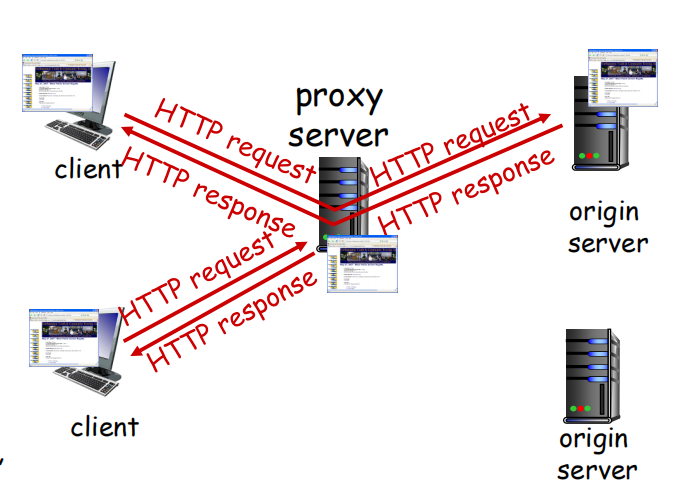 proxy
server
HTTP request
HTTP request
client
HTTP response
HTTP response
origin
server
HTTP request
HTTP response
client
origin
server
,